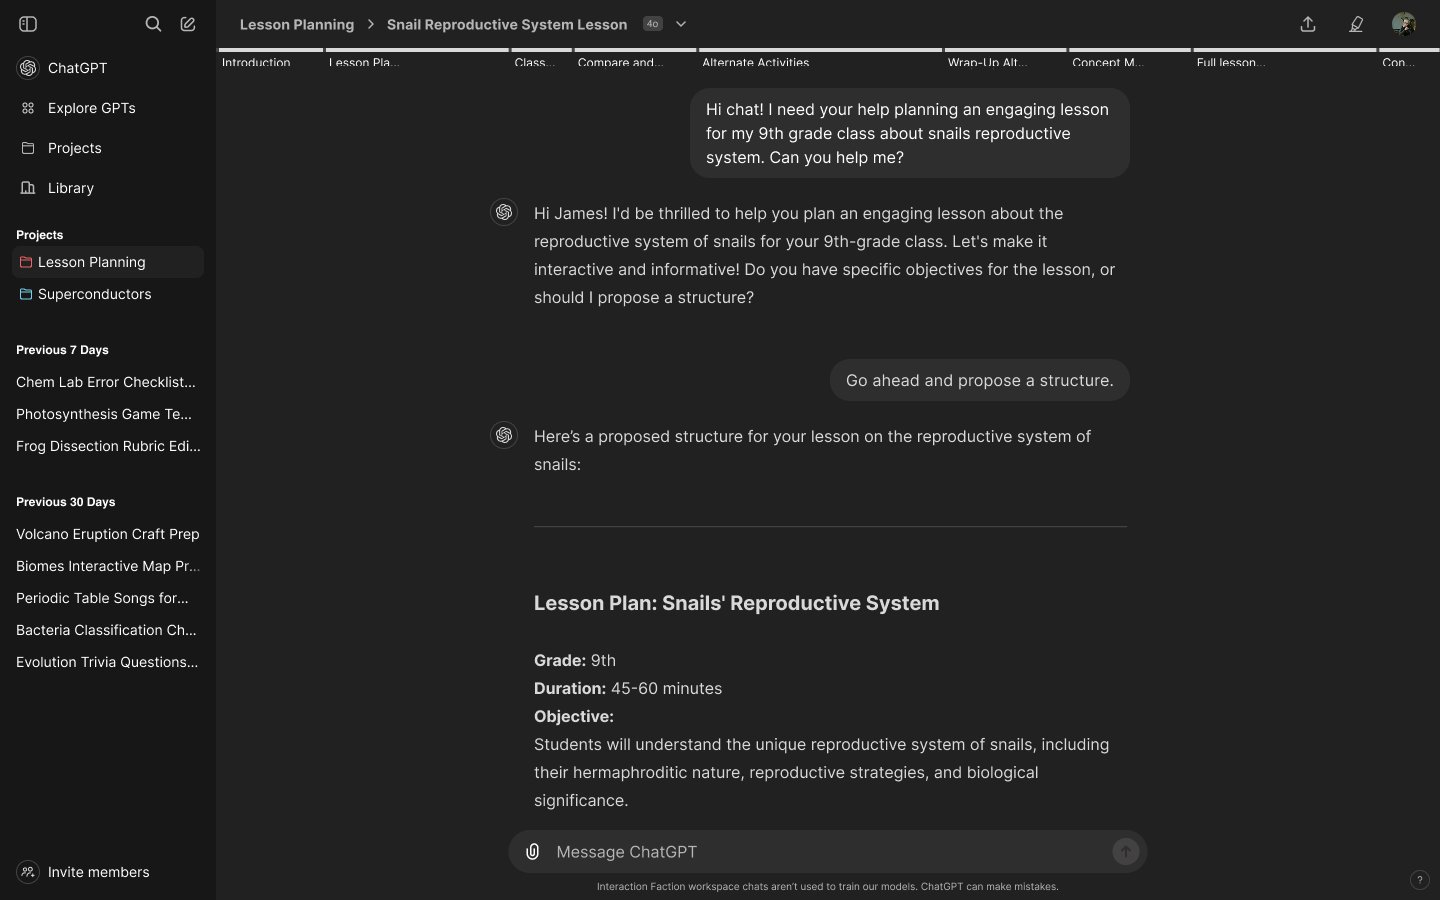 Lesson Planning > Snail Reproductive System Lesson 4o
ChatGPT
Explore GPTs
Projects
Library
Projects
Lesson Planning
Superconductors
Previous 7 Days
Chem Lab Error Checklist...
Photosynthesis Game Te...
Frog Dissection Rubric Edi...
Previous 30 Days
Volcano Eruption Craft Prep
Biomes Interactive Map Pr...
Periodic Table Songs for...
Bacteria Classification Ch...
Evolution Trivia Questions...
Invite members
Introduction Lesson Pla... Class... Compare and... Alternate Activities Wrap-Up Alt... Concept M... Full lesson... Con...
Hi chat! I need your help planning an engaging lesson
for my 9th grade class about snails reproductive
system. Can you help me?
Hi James! I'd be thrilled to help you plan an engaging lesson about the
reproductive system of snails for your 9th-grade class. Let's make it
interactive and informative! Do you have specific objectives for the lesson, or
should I propose a structure?
Go ahead and propose a structure.
Here's a proposed structure for your lesson on the reproductive system of
snails:
Lesson Plan: Snails' Reproductive System
Grade: 9th
Duration: 45-60 minutes
Objective:
Students will understand the unique reproductive system of snails, including
their hermaphroditic nature, reproductive strategies, and biological
significance.
Message ChatGPT
Interaction Faction workspace chats aren't used to train our models. ChatGPT can make mistakes.
?